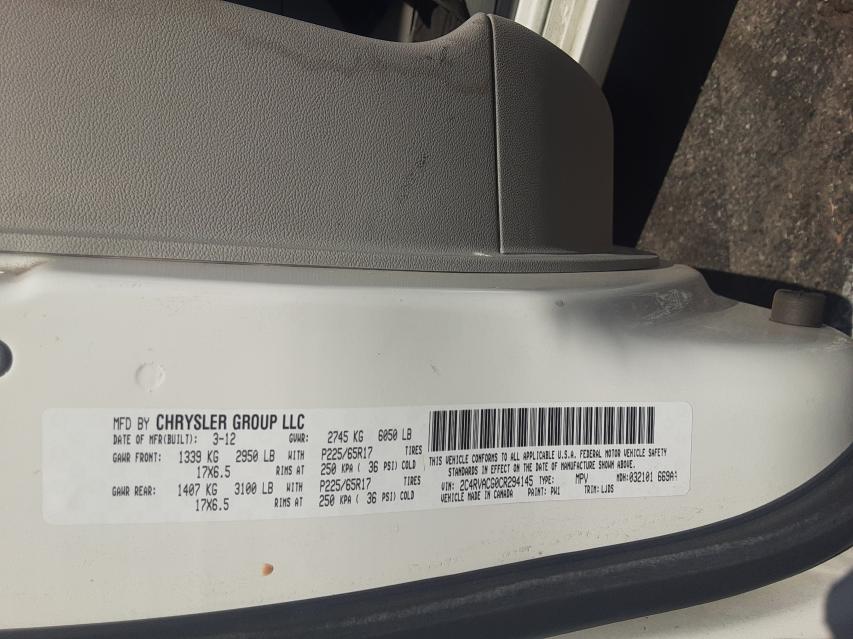 MFD BY CHRYSLER GROUP LLC
DATE OF MFR(BUILT): 3-12 GVWR: 2745 KG 6050 LB
GAWR FRONT: 1339 KG 2950 LB WITH P225/65R17 TIRES
17X6.5 RIMS AT 250 KPA ( 36 PSI) COLD
GAWR REAR: 1407 KG 3100 LB WITH P225/65R17 TIRES
17X6.5 RIMS AT 250 KPA ( 36 PSI) COLD
THIS VEHICLE CONFORMS TO ALL APPLICABLE U.S.A. FEDERAL MOTOR VEHICLE SAFETY
STANDARDS IN EFFECT ON THE DATE OF MANUFACTURE SHOWN ABOVE.
VIN: 2C4RVACG0CR294145 TYPE: MPV MDH: 032101
VEHICLE MADE IN CANADA PAINT: PW1 TRIM: LJDS